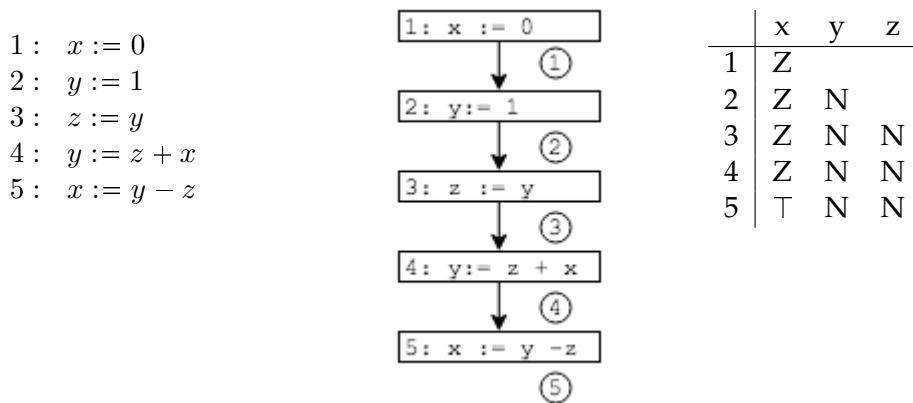 1 : x := 0
2 : y := 1
3 : z := y
4 : y := z + x
5 : x := y − z
1: x := 0
①
2: y:= 1
②
3: z := y
③
4: y:= z + x
④
5: x := y -z
⑤
x y z
1 Z
2 Z N
3 Z N N
4 Z N N
5 ⊤ N N